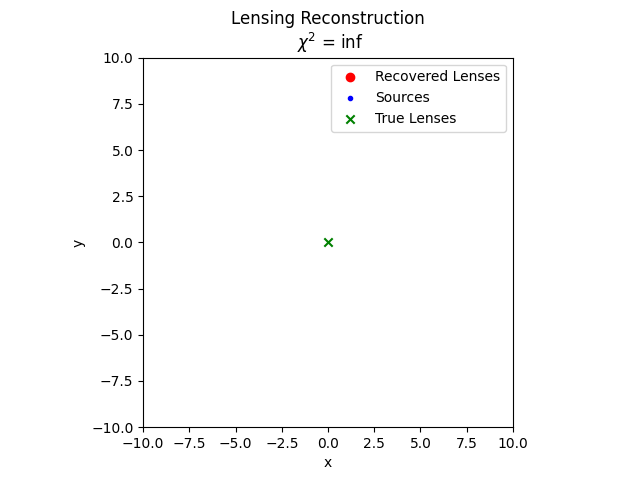 Lensing Reconstruction
χ² = inf
10.0
7.5
5.0
2.5
0.0
−2.5
−5.0
−7.5
−10.0
y
Recovered Lenses
Sources
True Lenses
−10.0 −7.5 −5.0 −2.5 0.0 2.5 5.0 7.5 10.0
x